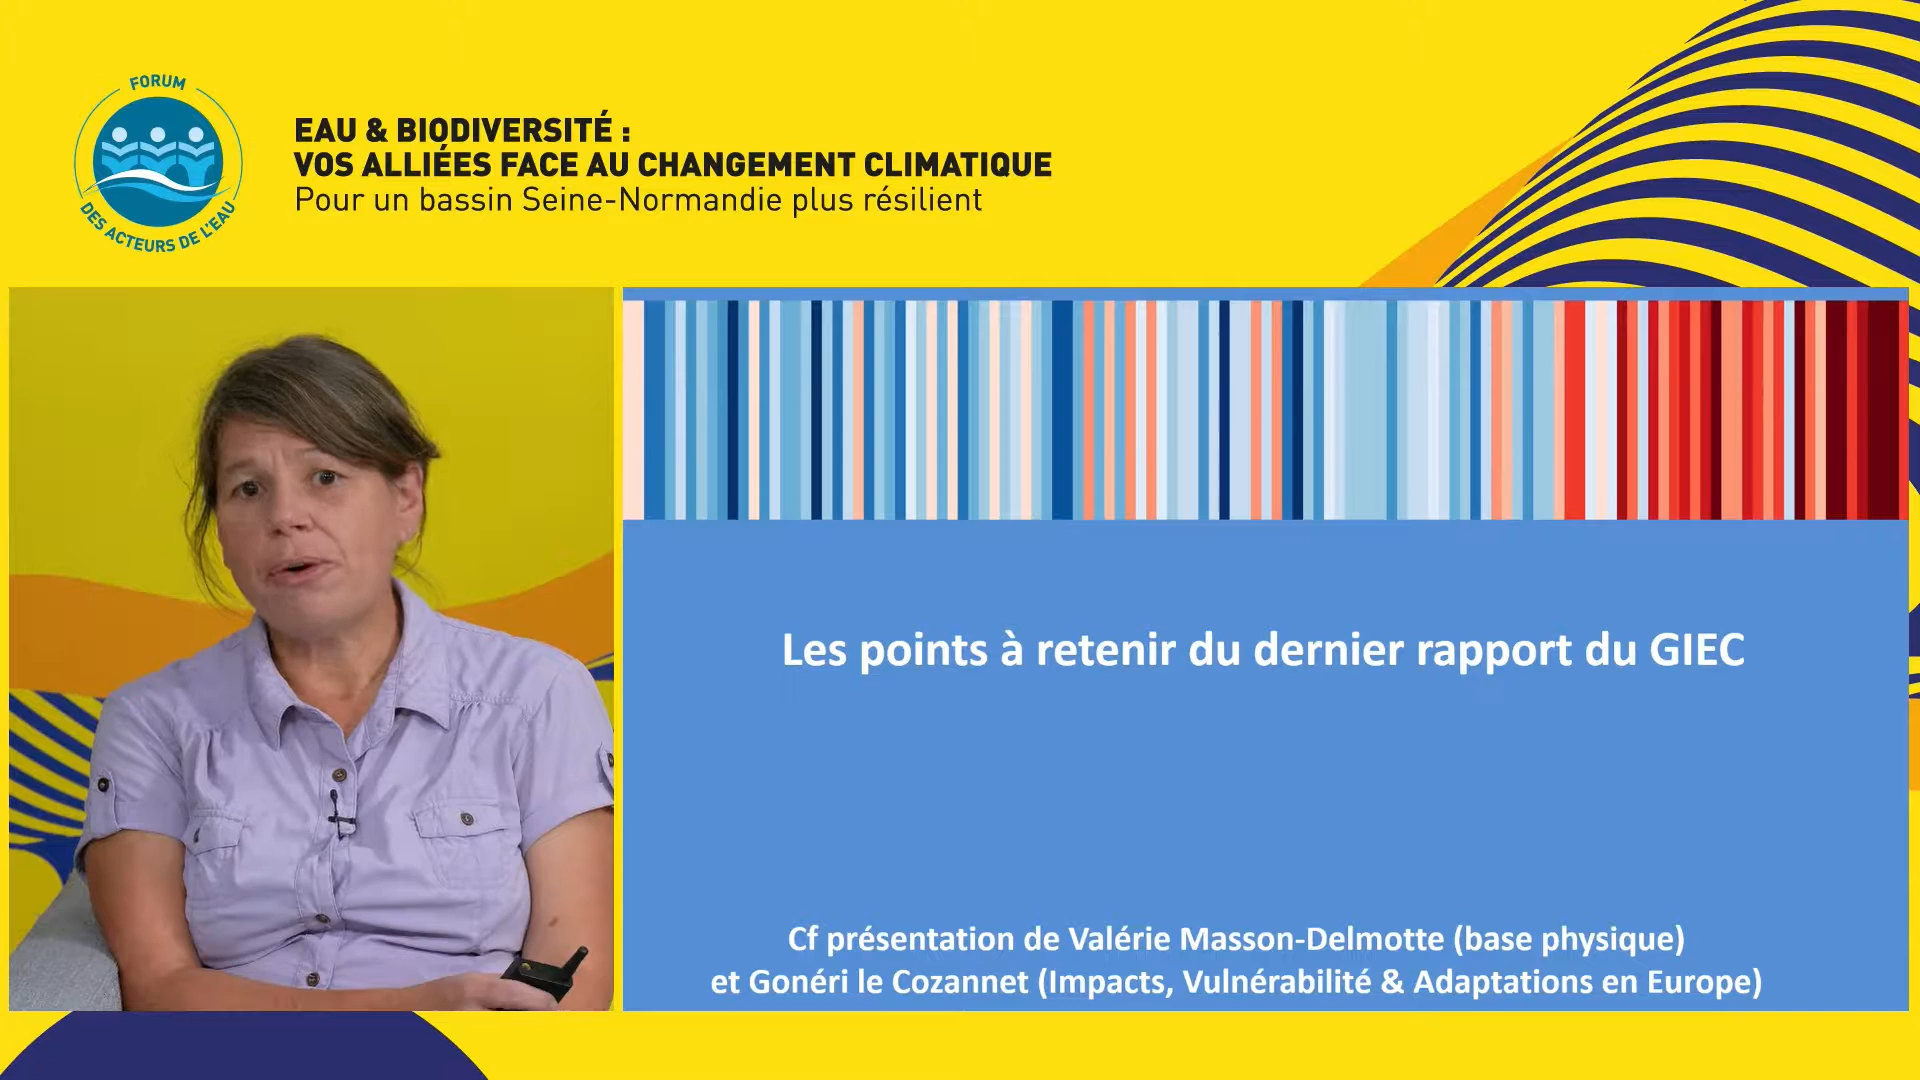 FORUM
DES ACTEURS DE L'EAU
EAU & BIODIVERSITÉ :
VOS ALLIÉES FACE AU CHANGEMENT CLIMATIQUE
Pour un bassin Seine-Normandie plus résilient
Les points à retenir du dernier rapport du GIEC
Cf présentation de Valérie Masson-Delmotte (base physique)
et Gonéri le Cozannet (Impacts, Vulnérabilité & Adaptations en Europe)